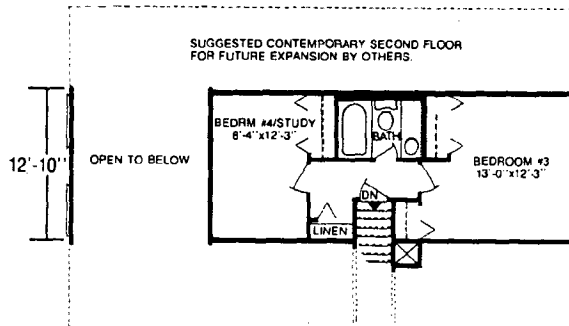 SUGGESTED CONTEMPORARY SECOND FLOOR
FOR FUTURE EXPANSION BY OTHERS.
BEDRM #4/STUDY
8'-4"x12'-3"
BATH
12'-10"
OPEN TO BELOW
BEDROOM #3
13'-0"x12'-3"
DN
LINEN